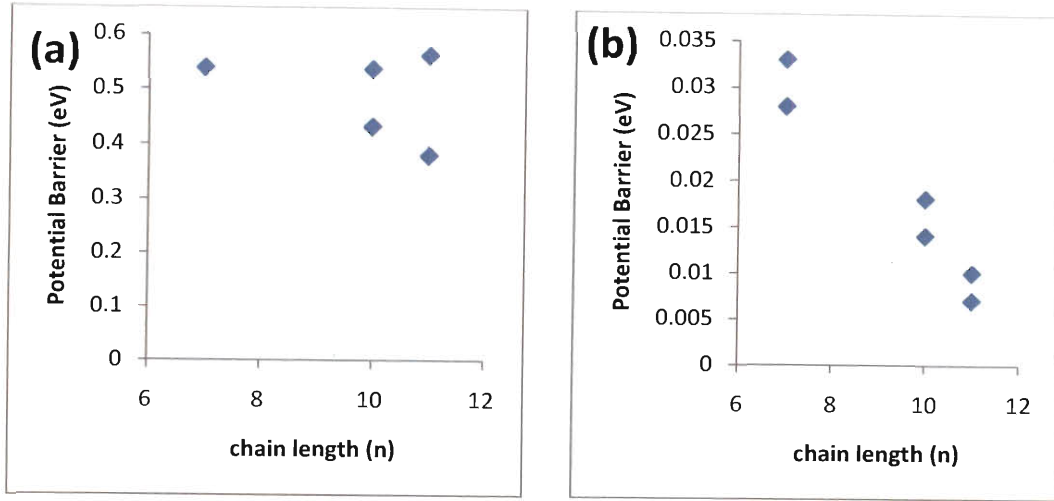 (a)
Potential Barrier (eV)
0.6
0.5
0.4
0.3
0.2
0.1
0
6 8 10 12
chain length (n)
(b)
Potential Barrier (eV)
0.035
0.03
0.025
0.02
0.015
0.01
0.005
0
6 8 10 12
chain length (n)